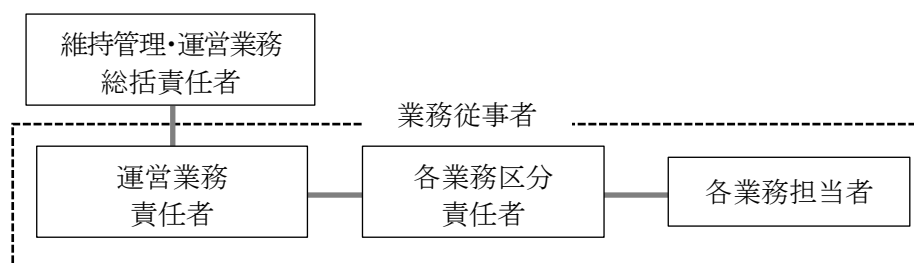 維持管理・運営業務
総括責任者
業務従事者
運営業務
責任者
各業務区分
責任者
各業務担当者